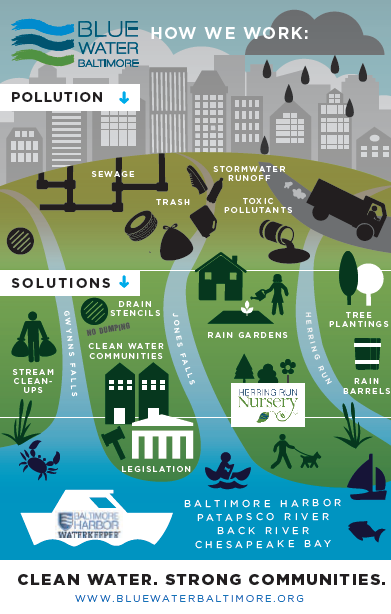 BLUE
WATER
BALTIMORE
HOW WE WORK:
POLLUTION
SEWAGE
STORMWATER
RUNOFF
TRASH
TOXIC
POLLUTANTS
SOLUTIONS
DRAIN
STENCILS
NO DUMPING
GWYNNS FALLS
JONES FALLS
HERRING RUN
RAIN GARDENS
TREE
PLANTINGS
CLEAN WATER
COMMUNITIES
STREAM
CLEAN-
UPS
RAIN
BARRELS
HERRING RUN
Nursery
LEGISLATION
BALTIMORE
HARBOR
WATERKEEPER
BALTIMORE HARBOR
PATAPSCO RIVER
BACK RIVER
CHESAPEAKE BAY
CLEAN WATER. STRONG COMMUNITIES.
WWW.BLUEWATERBALTIMORE.ORG